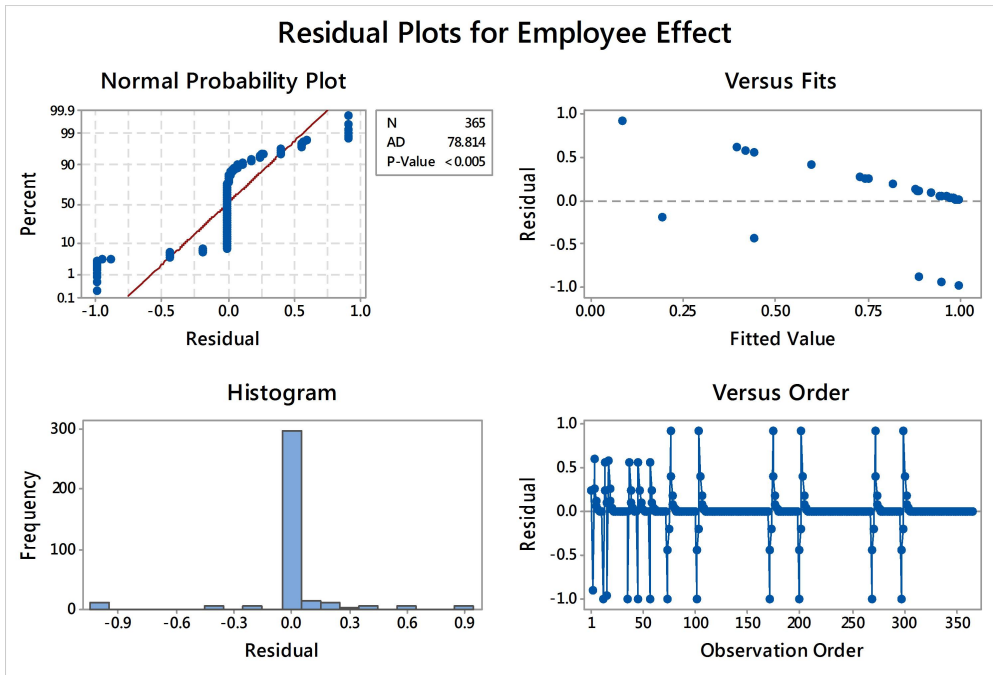 Residual Plots for Employee Effect
Normal Probability Plot
99.9
99
90
50
10
1
0.1
Percent
-1.0 -0.5 0.0 0.5 1.0
Residual
N 365
AD 78.814
P-Value <0.005
Versus Fits
1.0
0.5
0.0
-0.5
-1.0
Residual
0.00 0.25 0.50 0.75 1.00
Fitted Value
Histogram
300
200
100
0
Frequency
-0.9 -0.6 -0.3 0.0 0.3 0.6 0.9
Residual
Versus Order
1.0
0.5
0.0
-0.5
-1.0
Residual
1 50 100 150 200 250 300 350
Observation Order